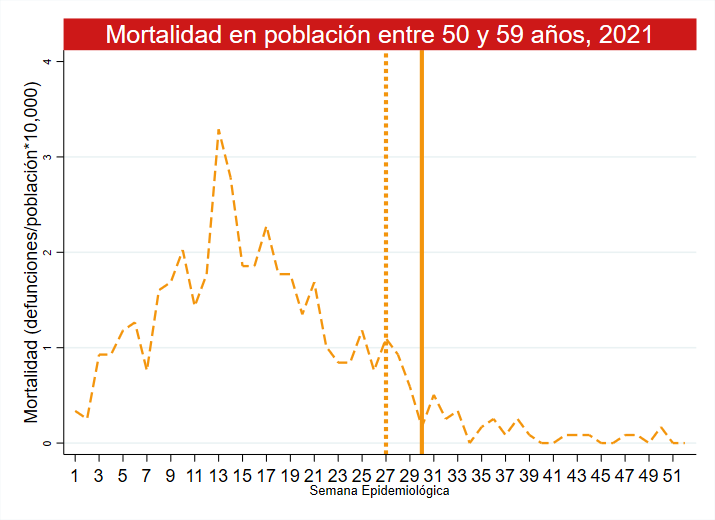 Mortalidad en población entre 50 y 59 años, 2021
Mortalidad (defunciones/población*10,000)
4
3
2
1
0
1 3 5 7 9 11 13 15 17 19 21 23 25 27 29 31 33 35 37 39 41 43 45 47 49 51
Semana Epidemiológica